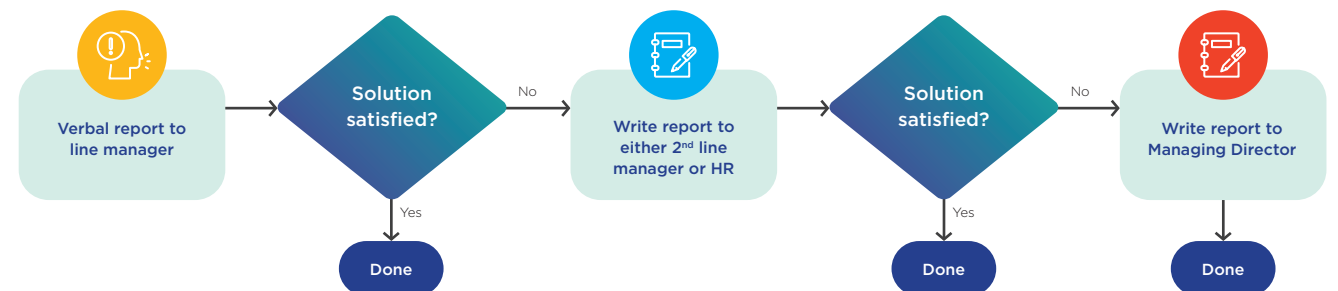 Verbal report to
line manager
Solution
satisfied?
No
Yes
Done
Write report to
either 2nd line
manager or HR
Solution
satisfied?
No
Yes
Done
Write report to
Managing Director
Done